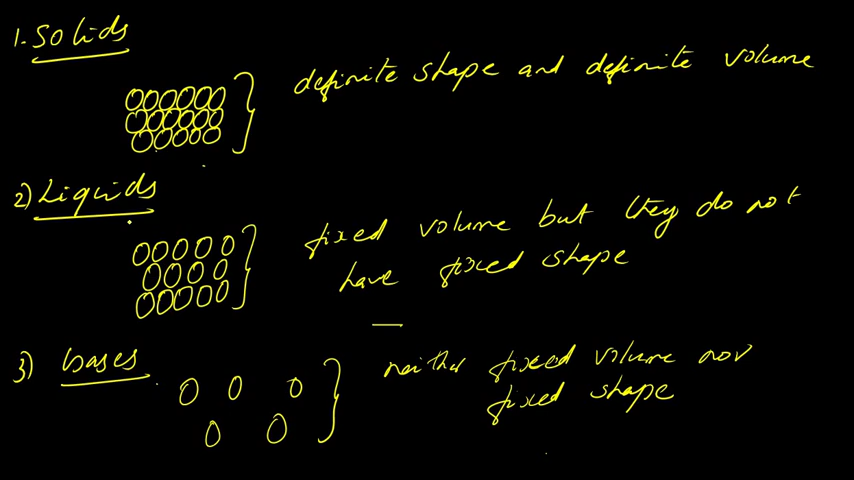 1. Solids
definite shape and definite volume
2) Liquids
fixed volume but they do not
have fixed shape
3) Gases
neither fixed volume nor
fixed shape